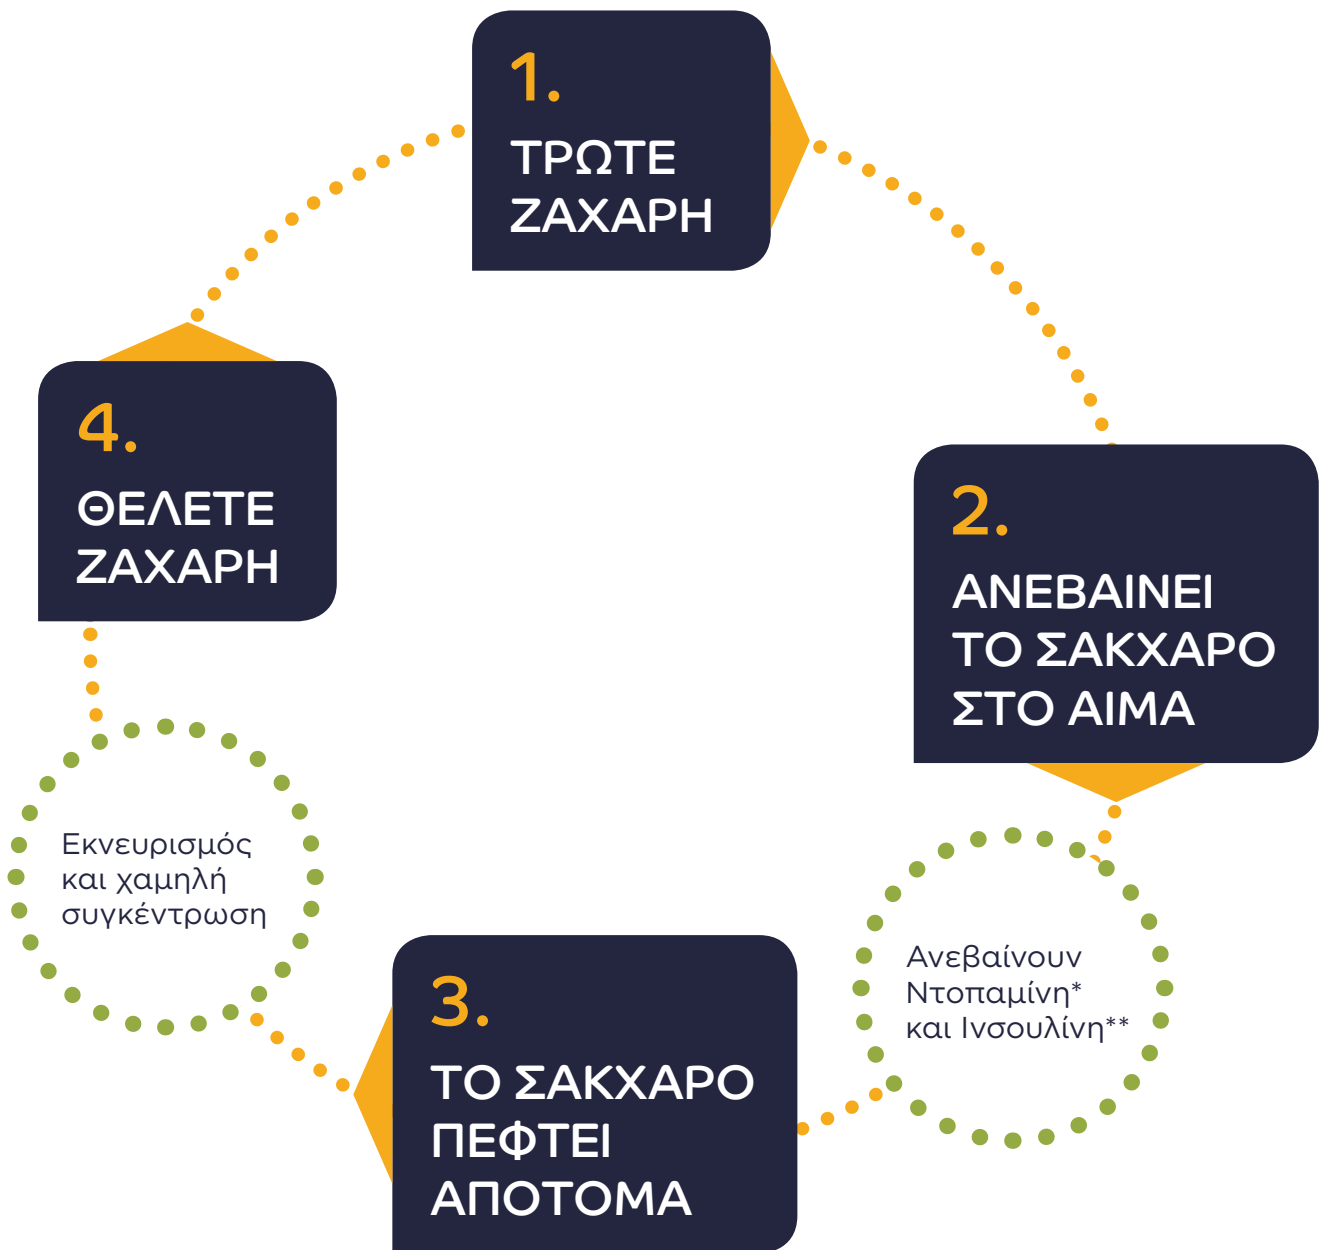 1.
ΤΡΩΤΕ
ΖΑΧΑΡΗ
2.
ΑΝΕΒΑΙΝΕΙ
ΤΟ ΣΑΚΧΑΡΟ
ΣΤΟ ΑΙΜΑ
Ανεβαίνουν
Ντοπαμίνη*
και Ινσουλίνη**
3.
ΤΟ ΣΑΚΧΑΡΟ
ΠΕΦΤΕΙ
ΑΠΟΤΟΜΑ
Εκνευρισμός
και χαμηλή
συγκέντρωση
4.
ΘΕΛΕΤΕ
ΖΑΧΑΡΗ